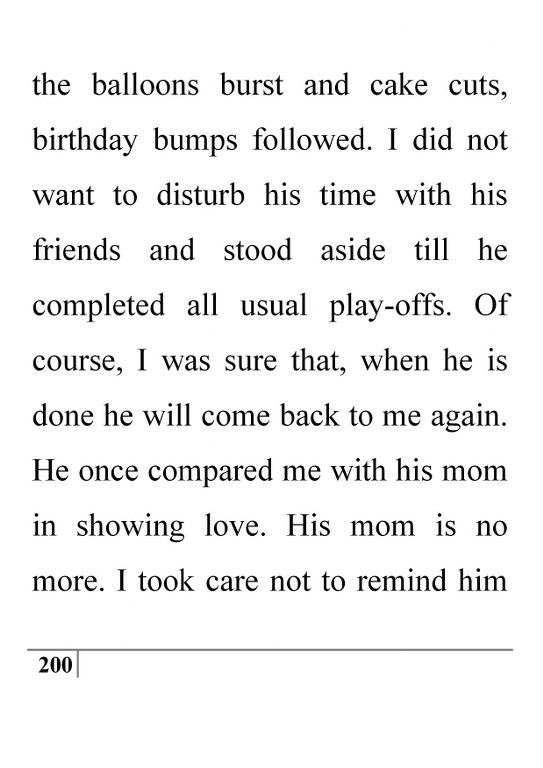 the balloons burst and cake cuts,
birthday bumps followed. I did not
want to disturb his time with his
friends and stood aside till he
completed all usual play-offs. Of
course, I was sure that, when he is
done he will come back to me again.
He once compared me with his mom
in showing love. His mom is no
more. I took care not to remind him
200